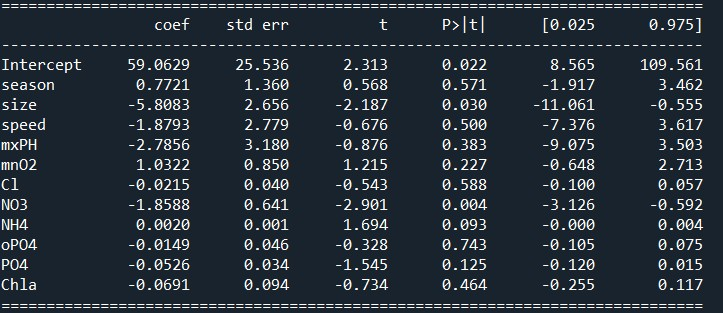 ==============================================================================
                 coef    std err          t      P>|t|      [0.025      0.975]
------------------------------------------------------------------------------
Intercept     59.0629     25.536      2.313      0.022       8.565     109.561
season         0.7721      1.360      0.568      0.571      -1.917       3.462
size          -5.8083      2.656     -2.187      0.030     -11.061      -0.555
speed         -1.8793      2.779     -0.676      0.500      -7.376       3.617
mxPH          -2.7856      3.180     -0.876      0.383      -9.075       3.503
mnO2           1.0322      0.850      1.215      0.227      -0.648       2.713
Cl            -0.0215      0.040     -0.543      0.588      -0.100       0.057
NO3           -1.8588      0.641     -2.901      0.004      -3.126      -0.592
NH4            0.0020      0.001      1.694      0.093      -0.000       0.004
oPO4          -0.0149      0.046     -0.328      0.743      -0.105       0.075
PO4           -0.0526      0.034     -1.545      0.125      -0.120       0.015
Chla          -0.0691      0.094     -0.734      0.464      -0.255       0.117
==============================================================================